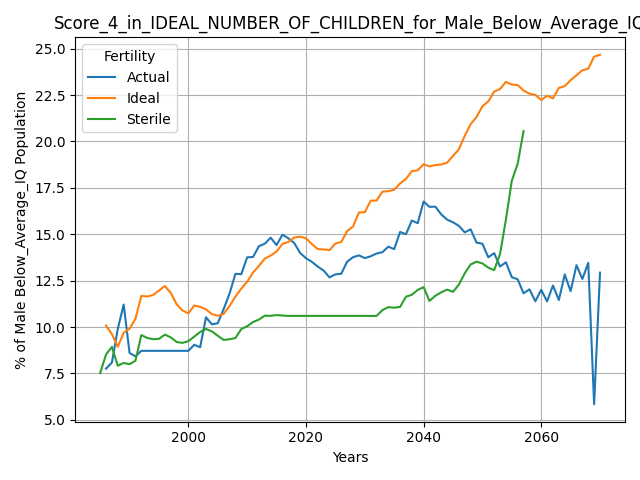 Score_4_in_IDEAL_NUMBER_OF_CHILDREN_for_Male_Below_Average_IQ
Fertility
Actual
Ideal
Sterile
25.0
22.5
20.0
17.5
15.0
12.5
10.0
7.5
5.0
% of Male Below_Average_IQ Population
2000 2020 2040 2060
Years